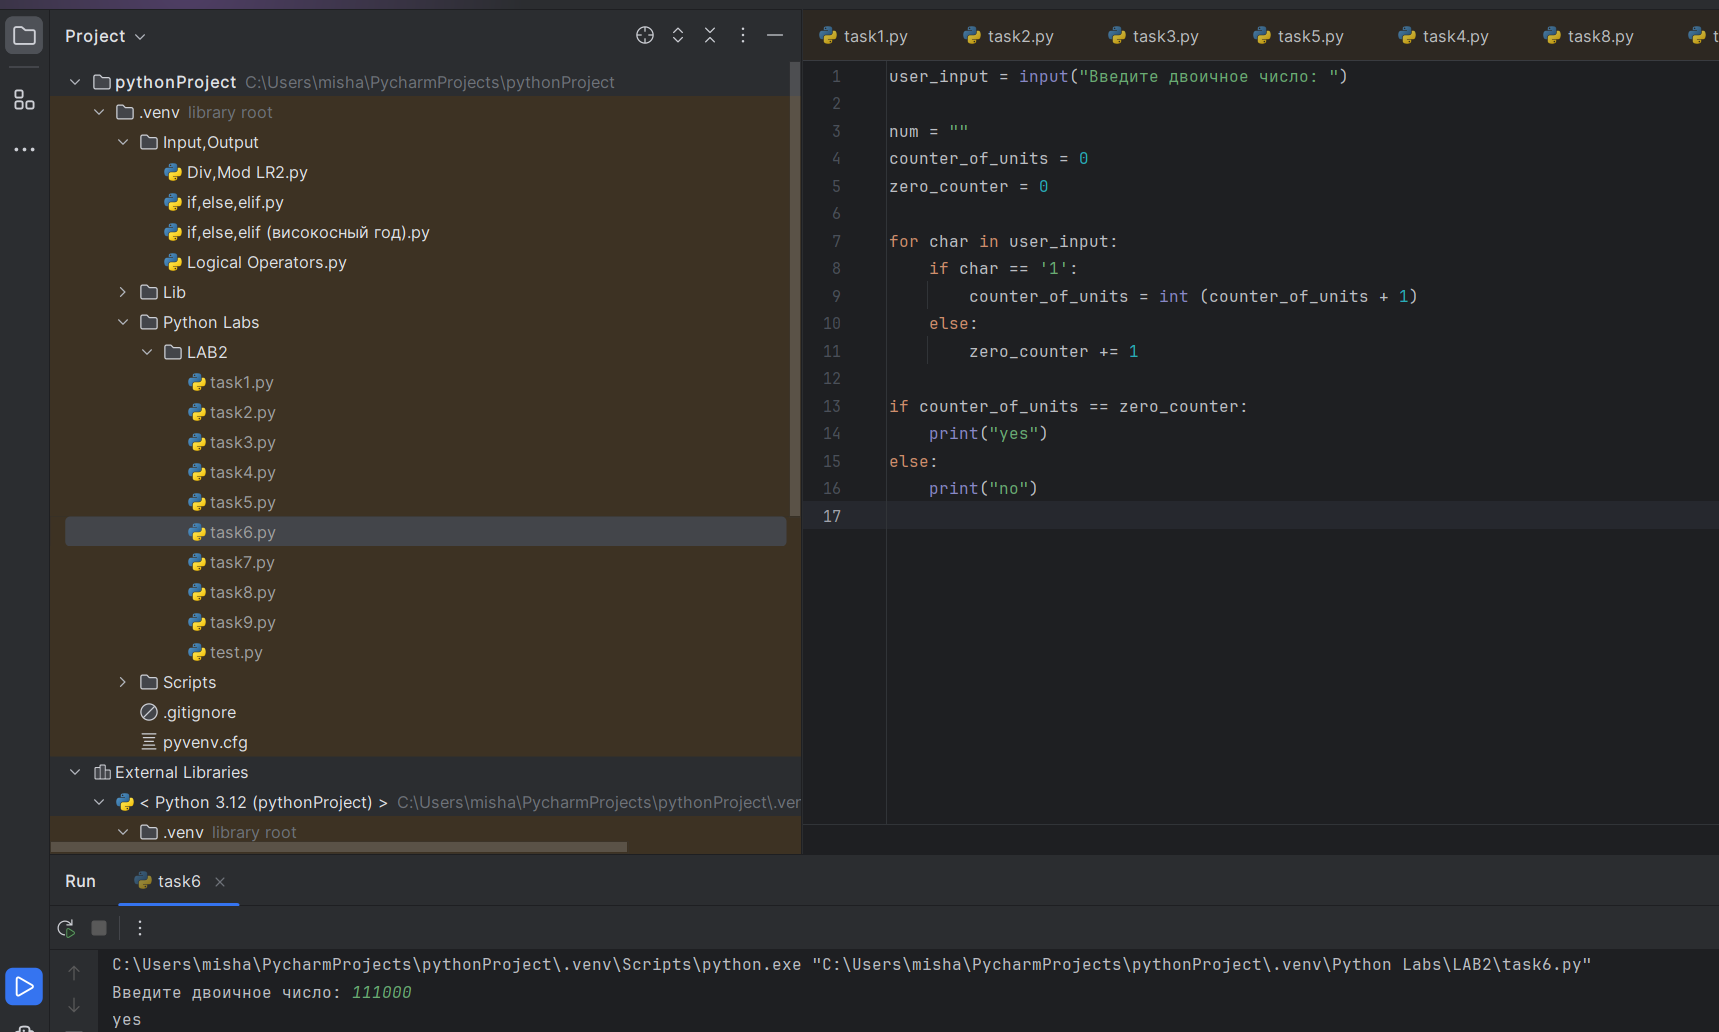 Project
pythonProject C:\Users\misha\PycharmProjects\pythonProject
.venv library root
Input,Output
Div,Mod LR2.py
if,else,elif.py
if,else,elif (високосный год).py
Logical Operators.py
Lib
Python Labs
LAB2
task1.py
task2.py
task3.py
task4.py
task5.py
task6.py
task7.py
task8.py
task9.py
test.py
Scripts
.gitignore
pyvenv.cfg
External Libraries
< Python 3.12 (pythonProject) > C:\Users\misha\PycharmProjects\pythonProject\.ver
.venv library root
task1.py task2.py task3.py task5.py task4.py task8.py t
1 user_input = input("Введите двоичное число: ")
2
3 num = ""
4 counter_of_units = 0
5 zero_counter = 0
6
7 for char in user_input:
8 if char == '1':
9 counter_of_units = int (counter_of_units + 1)
10 else:
11 zero_counter += 1
12
13 if counter_of_units == zero_counter:
14 print("yes")
15 else:
16 print("no")
17
Run task6
C:\Users\misha\PycharmProjects\pythonProject\.venv\Scripts\python.exe "C:\Users\misha\PycharmProjects\pythonProject\.venv\Python Labs\LAB2\task6.py"
Введите двоичное число: 111000
yes